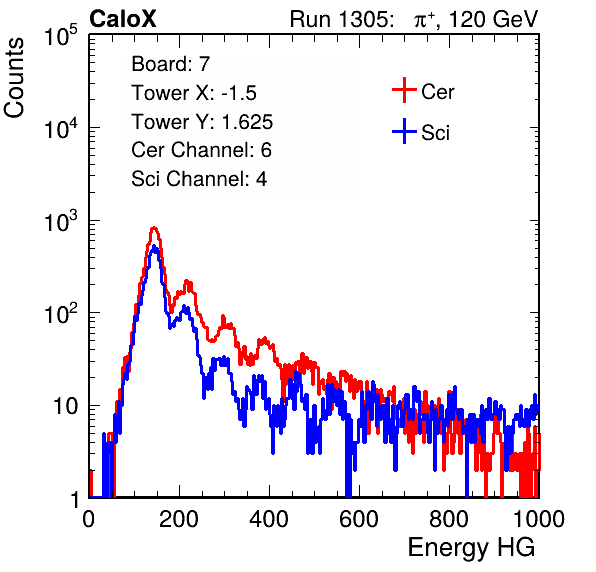 CaloX Run 1305: π⁺, 120 GeV
Counts
Board: 7
Tower X: -1.5
Tower Y: 1.625
Cer Channel: 6
Sci Channel: 4
Cer
Sci
10⁵
10⁴
10³
10²
10
1
0 200 400 600 800 1000
Energy HG